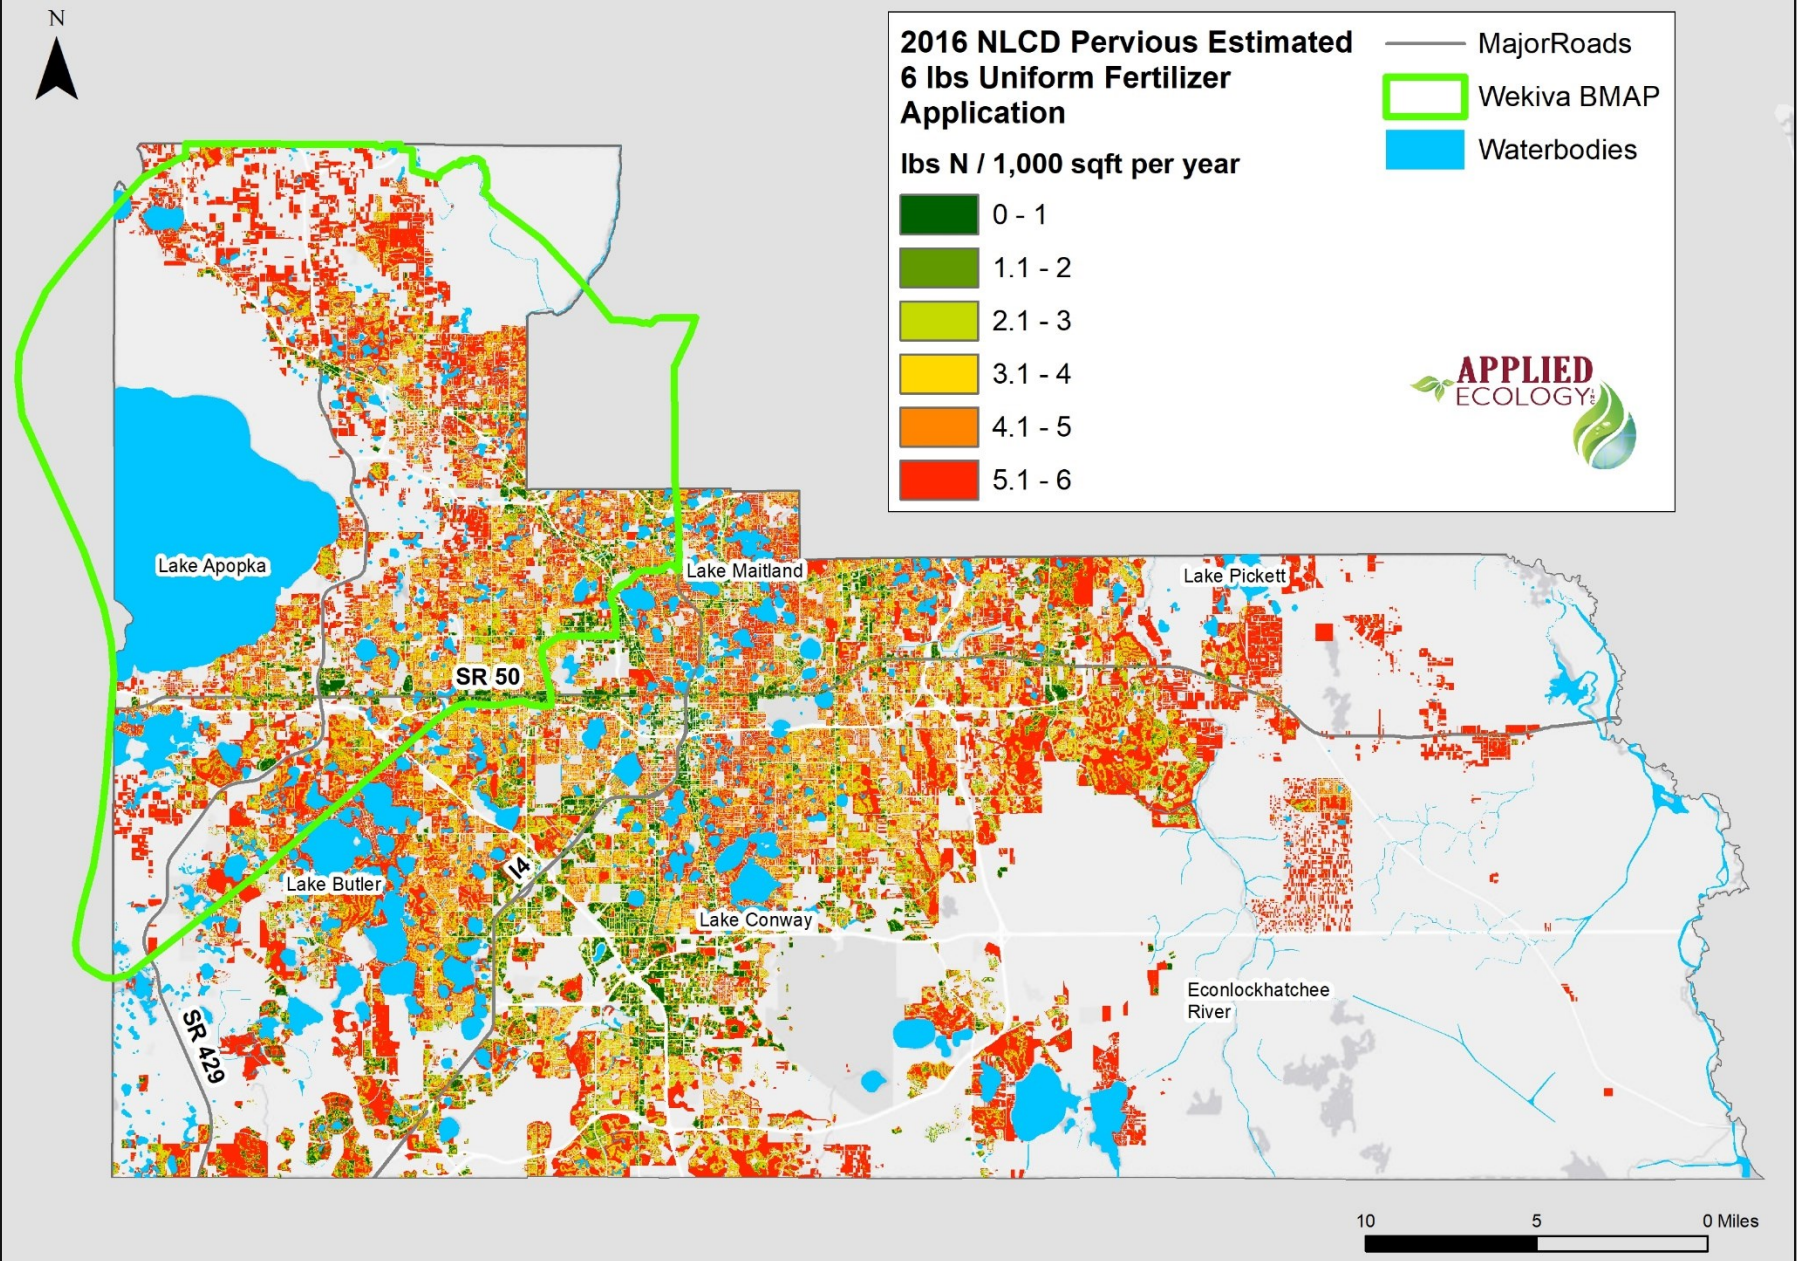 N
2016 NLCD Pervious Estimated
6 lbs Uniform Fertilizer
Application
lbs N / 1,000 sqft per year
0 - 1
1.1 - 2
2.1 - 3
3.1 - 4
4.1 - 5
5.1 - 6
MajorRoads
Wekiva BMAP
Waterbodies
APPLIED
ECOLOGY INC
Lake Apopka
Lake Maitland
Lake Pickett
SR 50
I4
Lake Butler
Lake Conway
Econlockhatchee
River
SR 429
10 5 0 Miles